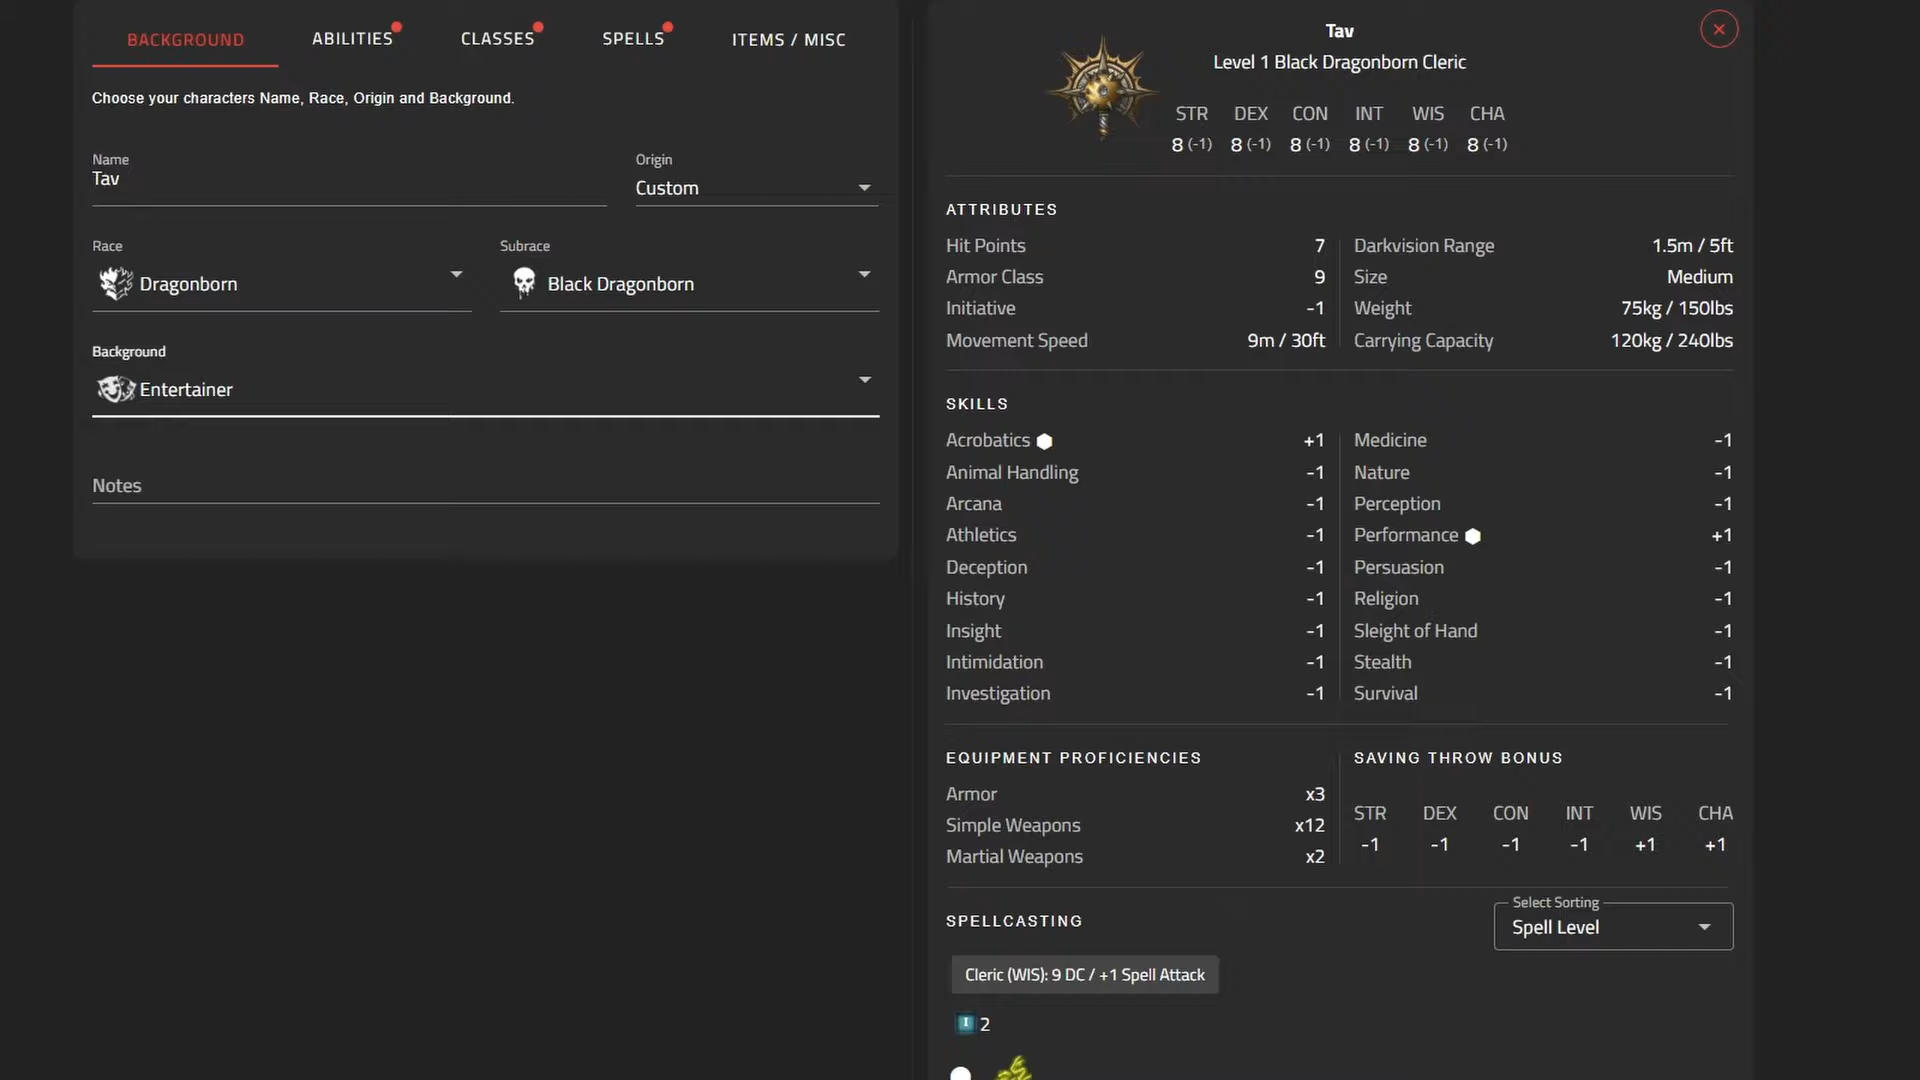 BACKGROUND ABILITIES CLASSES SPELLS ITEMS / MISC
Choose your characters Name, Race, Origin and Background.
Name
Tav
Origin
Custom
Race
Dragonborn
Subrace
Black Dragonborn
Background
Entertainer
Notes
Tav
Level 1 Black Dragonborn Cleric
STR DEX CON INT WIS CHA
8 (-1) 8 (-1) 8 (-1) 8 (-1) 8 (-1) 8 (-1)
ATTRIBUTES
Hit Points 7
Armor Class 9
Initiative -1
Movement Speed 9m / 30ft
Darkvision Range 1.5m / 5ft
Size Medium
Weight 75kg / 150lbs
Carrying Capacity 120kg / 240lbs
SKILLS
Acrobatics +1
Animal Handling -1
Arcana -1
Athletics -1
Deception -1
History -1
Insight -1
Intimidation -1
Investigation -1
Medicine -1
Nature -1
Perception -1
Performance +1
Persuasion -1
Religion -1
Sleight of Hand -1
Stealth -1
Survival -1
EQUIPMENT PROFICIENCIES
Armor x3
Simple Weapons x12
Martial Weapons x2
SAVING THROW BONUS
STR DEX CON INT WIS CHA
-1 -1 -1 -1 +1 +1
SPELLCASTING
Select Sorting
Spell Level
Cleric (WIS): 9 DC / +1 Spell Attack
I 2